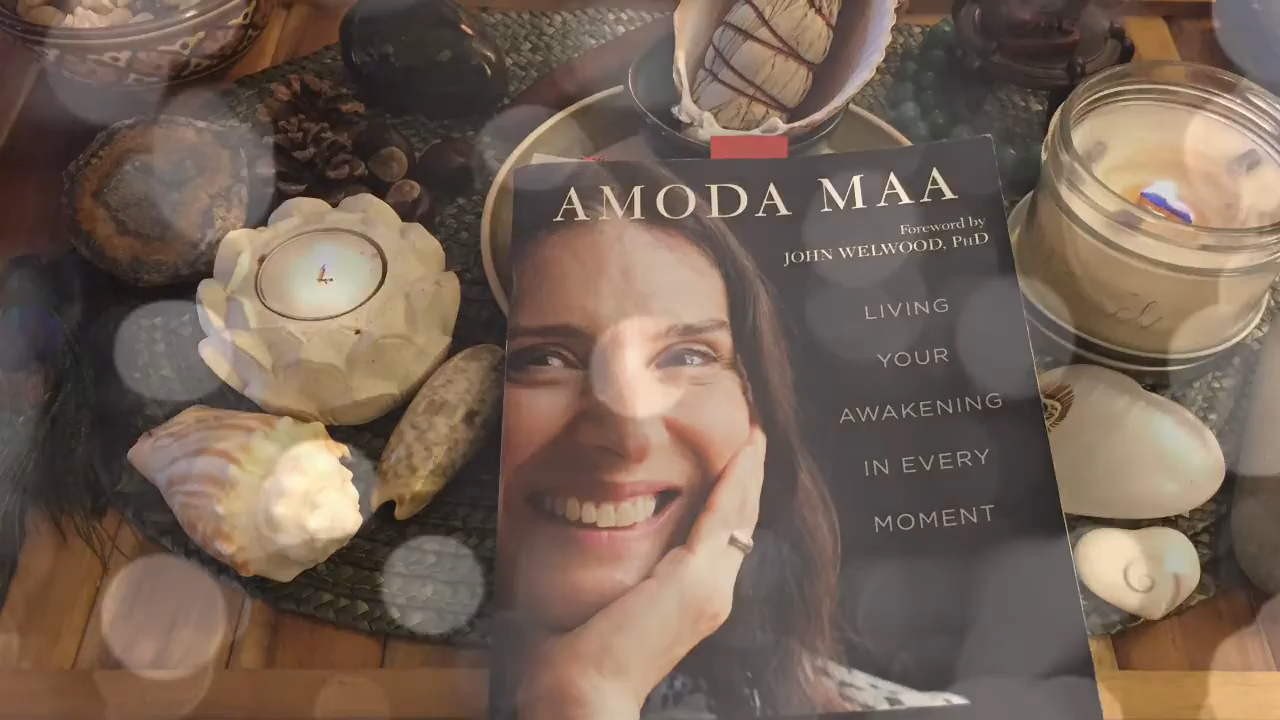 AMODA MAA
Foreword by
JOHN WELWOOD, PHD
LIVING
YOUR
AWAKENING
IN EVERY
MOMENT